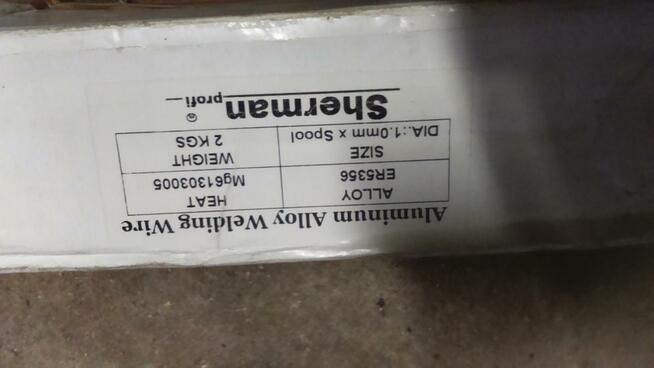 Aluminum Alloy Welding Wire
ALLOY HEAT
ER5356 Mg61303005
SIZE WEIGHT
DIA.:1.0mm x Spool 2 KGS
Sherman ®
profi